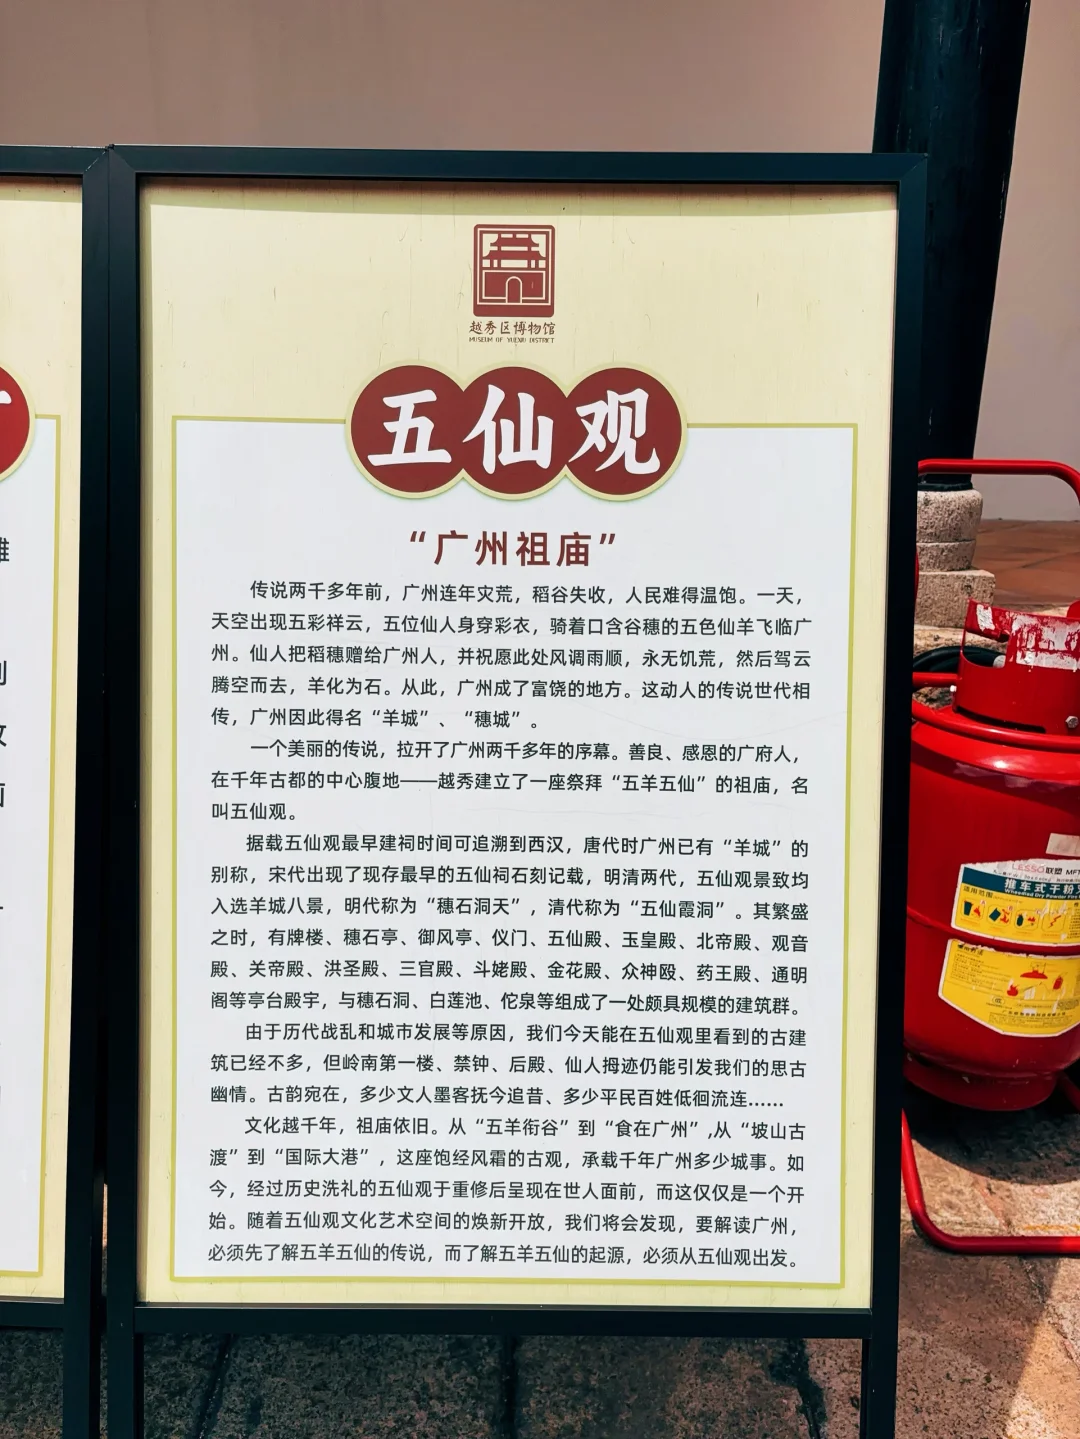 越秀区博物馆
MUSEUM OF YUEXIU DISTRICT
五仙观
“广州祖庙”
传说两千多年前，广州连年灾荒，稻谷失收，人民难得温饱。一天，
天空出现五彩祥云，五位仙人身穿彩衣，骑着口含谷穗的五色仙羊飞临广
州。仙人把稻穗赠给广州人，并祝愿此处风调雨顺，永无饥荒，然后驾云
腾空而去，羊化为石。从此，广州成了富饶的地方。这动人的传说世代相
传，广州因此得名“羊城”、“穗城”。
一个美丽的传说，拉开了广州两千多年的序幕。善良、感恩的广府人，
在千年古都的中心腹地——越秀建立了一座祭拜“五羊五仙”的祖庙，名
叫五仙观。
据载五仙观最早建祠时间可追溯到西汉，唐代时广州已有“羊城”的
别称，宋代出现了现存最早的五仙祠石刻记载，明清两代，五仙观景致均
入选羊城八景，明代称为“穗石洞天”，清代称为“五仙霞洞”。其繁盛
之时，有牌楼、穗石亭、御风亭、仪门、五仙殿、玉皇殿、北帝殿、观音
殿、关帝殿、洪圣殿、三官殿、斗姥殿、金花殿、众神殴、药王殿、通明
阁等亭台殿宇，与穗石洞、白莲池、佗泉等组成了一处颇具规模的建筑群。
由于历代战乱和城市发展等原因，我们今天能在五仙观里看到的古建
筑已经不多，但岭南第一楼、禁钟、后殿、仙人拇迹仍能引发我们的思古
幽情。古韵宛在，多少文人墨客抚今追昔、多少平民百姓低徊流连……
文化越千年，祖庙依旧。从“五羊衔谷”到“食在广州”,从“坡山古
渡”到“国际大港”，这座饱经风霜的古观，承载千年广州多少城事。如
今，经过历史洗礼的五仙观于重修后呈现在世人面前，而这仅仅是一个开
始。随着五仙观文化艺术空间的焕新开放，我们将会发现，要解读广州，
必须先了解五羊五仙的传说，而了解五羊五仙的起源，必须从五仙观出发。
LESSO联塑
推车式干粉
适用范围